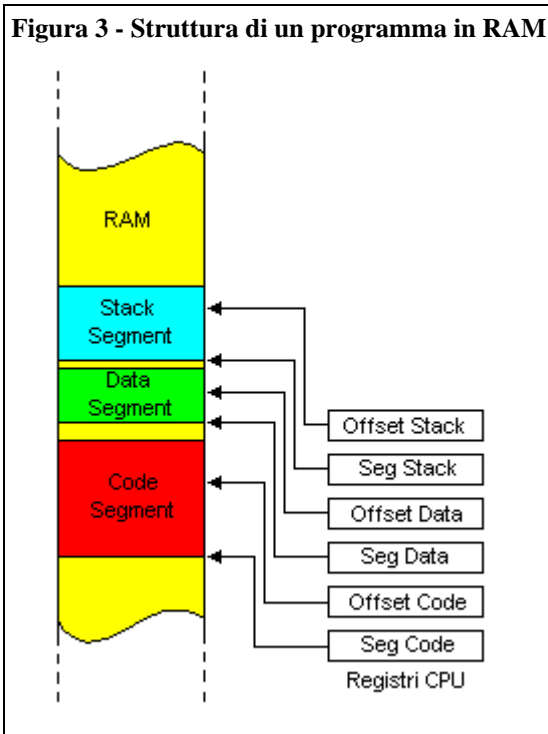 Figura 3 - Struttura di un programma in RAM
RAM
Stack
Segment
Data
Segment
Code
Segment
Offset Stack
Seg Stack
Offset Data
Seg Data
Offset Code
Seg Code
Registri CPU